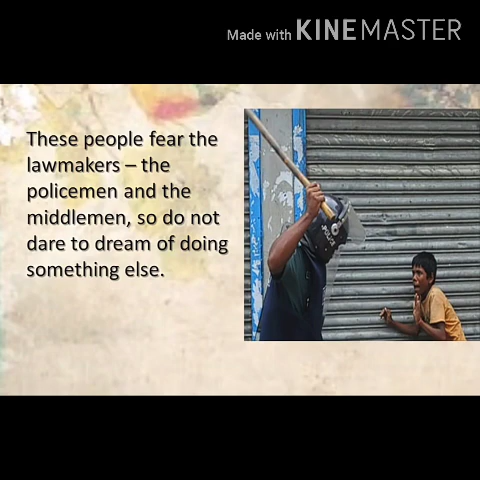 Made with KINEMASTER
These people fear the
lawmakers – the
policemen and the
middlemen, so do not
dare to dream of doing
something else.